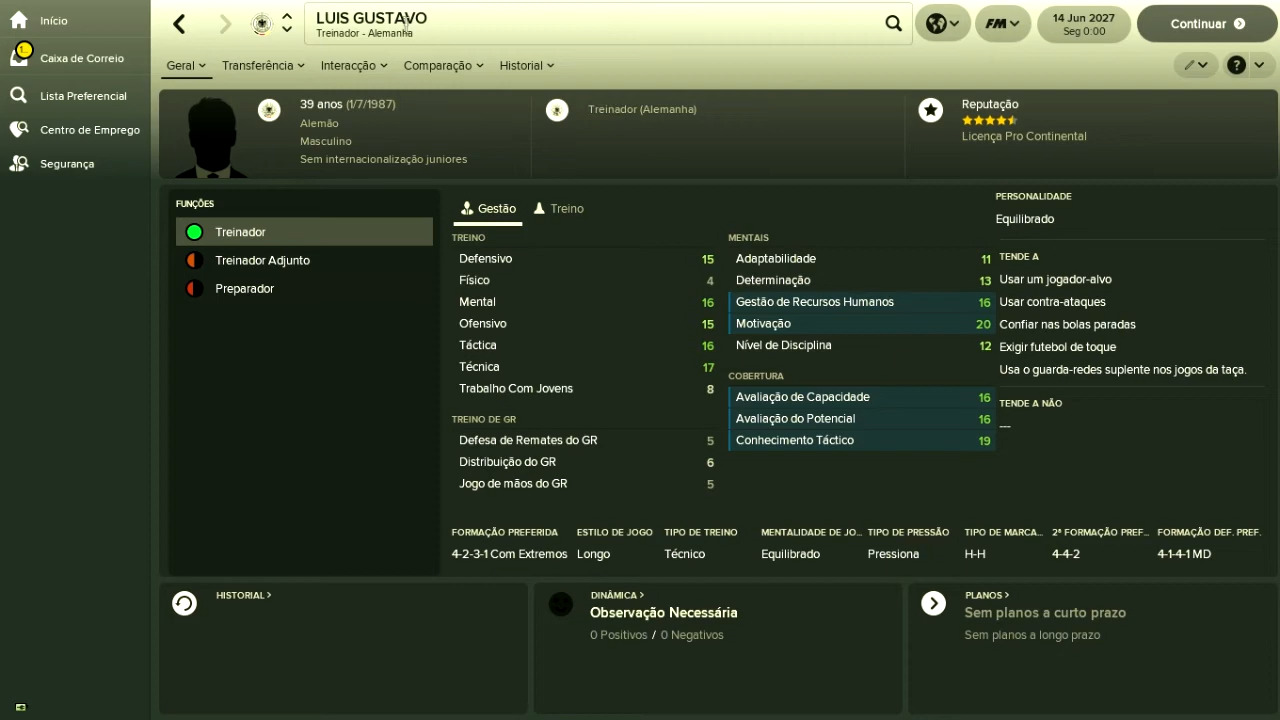 Início
Caixa de Correio
Lista Preferencial
Centro de Emprego
Segurança
LUIS GUSTAVO
Treinador - Alemanha
FM
14 Jun 2027
Seg 0:00
Continuar
Geral
Transferência
Interacção
Comparação
Historial
?
39 anos (1/7/1987)
Alemão
Masculino
Sem internacionalização juniores
Treinador (Alemanha)
Reputação
Licença Pro Continental
FUNÇÕES
Treinador
Treinador Adjunto
Preparador
Gestão
Treino
TREINO
Defensivo 15
Físico 4
Mental 16
Ofensivo 15
Táctica 16
Técnica 17
Trabalho Com Jovens 8
TREINO DE GR
Defesa de Remates do GR 5
Distribuição do GR 6
Jogo de mãos do GR 5
MENTAIS
Adaptabilidade 11
Determinação 13
Gestão de Recursos Humanos 16
Motivação 20
Nível de Disciplina 12
COBERTURA
Avaliação de Capacidade 16
Avaliação do Potencial 16
Conhecimento Táctico 19
PERSONALIDADE
Equilibrado
TENDE A
Usar um jogador-alvo
Usar contra-ataques
Confiar nas bolas paradas
Exigir futebol de toque
Usa o guarda-redes suplente nos jogos da taça.
TENDE A NÃO
---
FORMAÇÃO PREFERIDA
4-2-3-1 Com Extremos
ESTILO DE JOGO
Longo
TIPO DE TREINO
Técnico
MENTALIDADE DE JO...
Equilibrado
TIPO DE PRESSÃO
Pressiona
TIPO DE MARCA...
H-H
2ª FORMAÇÃO PREF...
4-4-2
FORMAÇÃO DEF. PREF.
4-1-4-1 MD
HISTORIAL >
DINÂMICA >
Observação Necessária
0 Positivos / 0 Negativos
PLANOS >
Sem planos a curto prazo
Sem planos a longo prazo